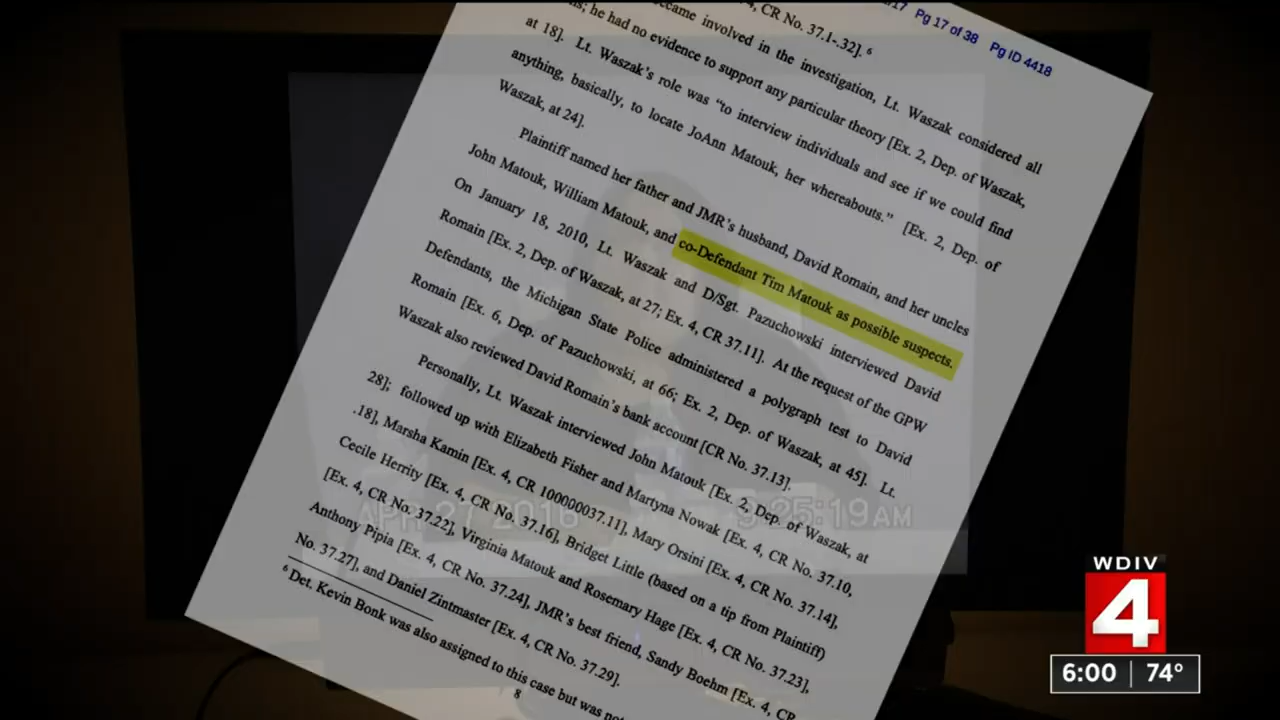 /17 Pg 17 of 38 Pg ID 4418
4, CR No. 37.1-.32]. 6
became involved in the investigation, Lt. Waszak considered all
he had no evidence to support any particular theory [Ex. 2, Dep. of Waszak,
at 18]. Lt. Waszak's role was "to interview individuals and see if we could find
anything, basically, to locate JoAnn Matouk, her whereabouts." [Ex. 2, Dep. of
Waszak, at 24].
Plaintiff named her father and JMR's husband, David Romain, and her uncles
John Matouk, William Matouk, and co-Defendant Tim Matouk as possible suspects.
On January 18, 2010, Lt. Waszak and D/Sgt. Pazuchowski interviewed David
Romain [Ex. 2, Dep. of Waszak, at 27; Ex. 4, CR 37.11]. At the request of the GPW
Defendants, the Michigan State Police administered a polygraph test to David
Romain [Ex. 6, Dep. of Pazuchowski, at 66; Ex. 2, Dep. of Waszak, at 45]. Lt.
Waszak also reviewed David Romain's bank account [CR No. 37.13].
Personally, Lt. Waszak interviewed John Matouk [Ex. 2, Dep. of Waszak, at
28]; followed up with Elizabeth Fisher and Martyna Nowak [Ex. 4, CR No. 37.10,
.18], Marsha Kamin [Ex. 4, CR 100000037.11], Mary Orsini [Ex. 4, CR No. 37.14],
Cecile Herrity [Ex. 4, CR No. 37.16], Bridget Little (based on a tip from Plaintiff)
[Ex. 4, CR No. 37.22], Virginia Matouk and Rosemary Hage [Ex. 4, CR No. 37.23],
Anthony Pipia [Ex. 4, CR No. 37.24], JMR's best friend, Sandy Boehm [Ex. 4, CR
No. 37.27], and Daniel Zintmaster [Ex. 4, CR No. 37.29].
6 Det. Kevin Bonk was also assigned to this case but was not
8
APR 27 2016 9:25:19 AM
WDIV
4
6:00 | 74°